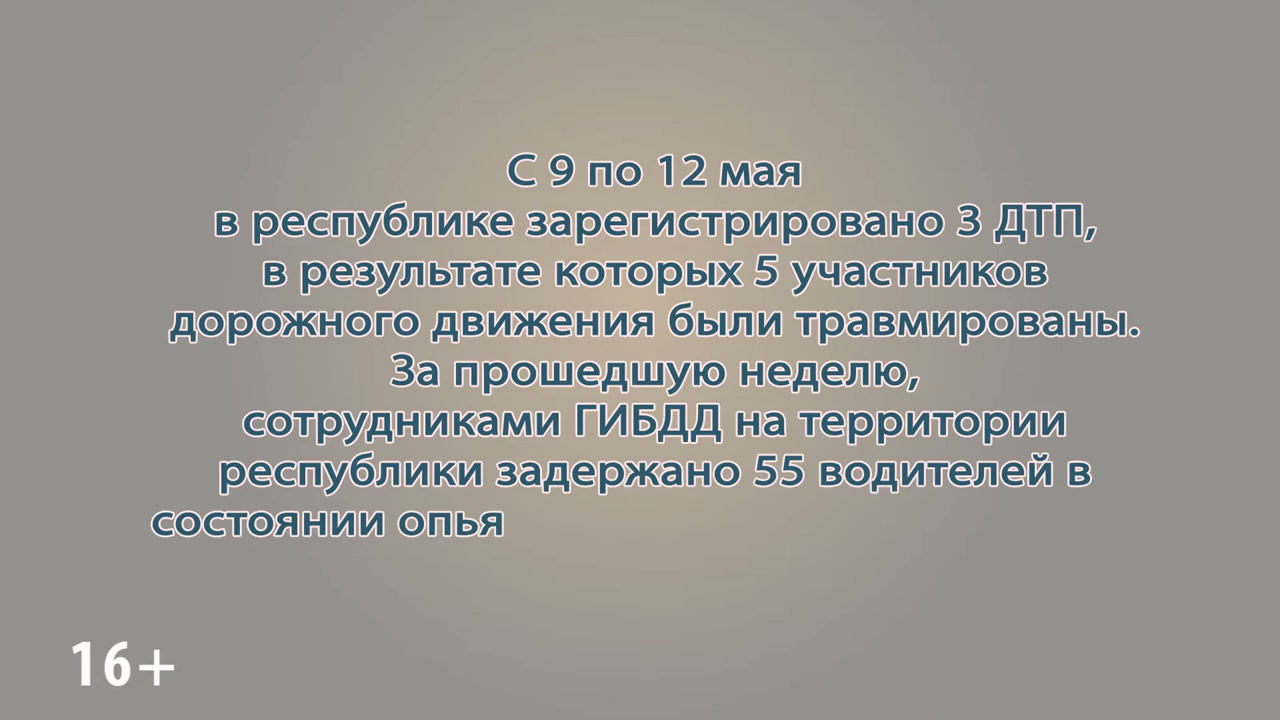 С 9 по 12 мая
в республике зарегистрировано 3 ДТП,
в результате которых 5 участников
дорожного движения были травмированы.
За прошедшую неделю,
сотрудниками ГИБДД на территории
республики задержано 55 водителей в
состоянии опья
16+